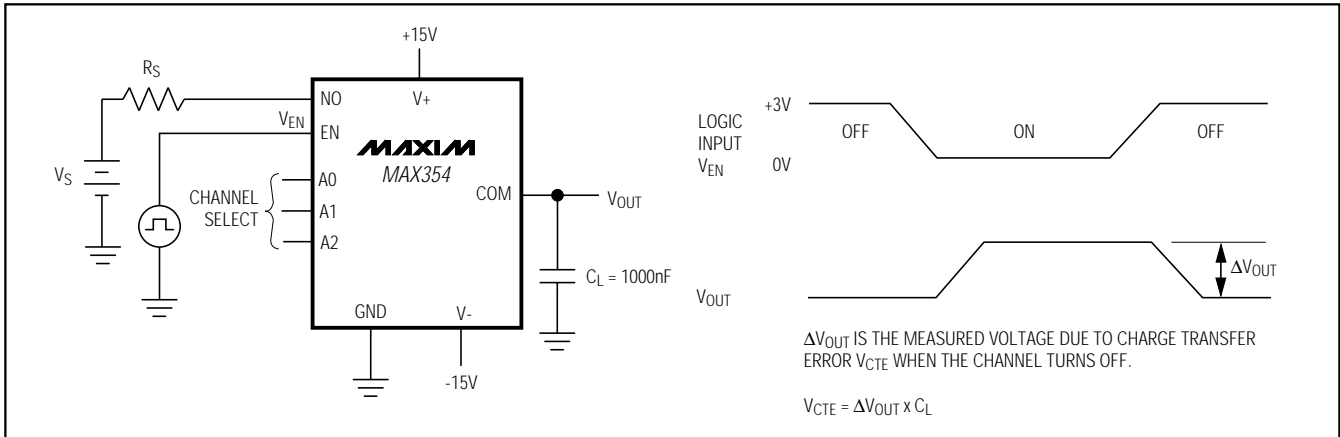 +15V
RS
NO
V+
VEN
EN
MAXIM
MAX354
VS
A0
CHANNEL
SELECT
A1
A2
COM
VOUT
CL = 1000nF
GND
V-
-15V
LOGIC
INPUT
VEN
+3V
0V
OFF
ON
OFF
VOUT
ΔVOUT
ΔVOUT IS THE MEASURED VOLTAGE DUE TO CHARGE TRANSFER
ERROR VCTE WHEN THE CHANNEL TURNS OFF.
VCTE = ΔVOUT x CL